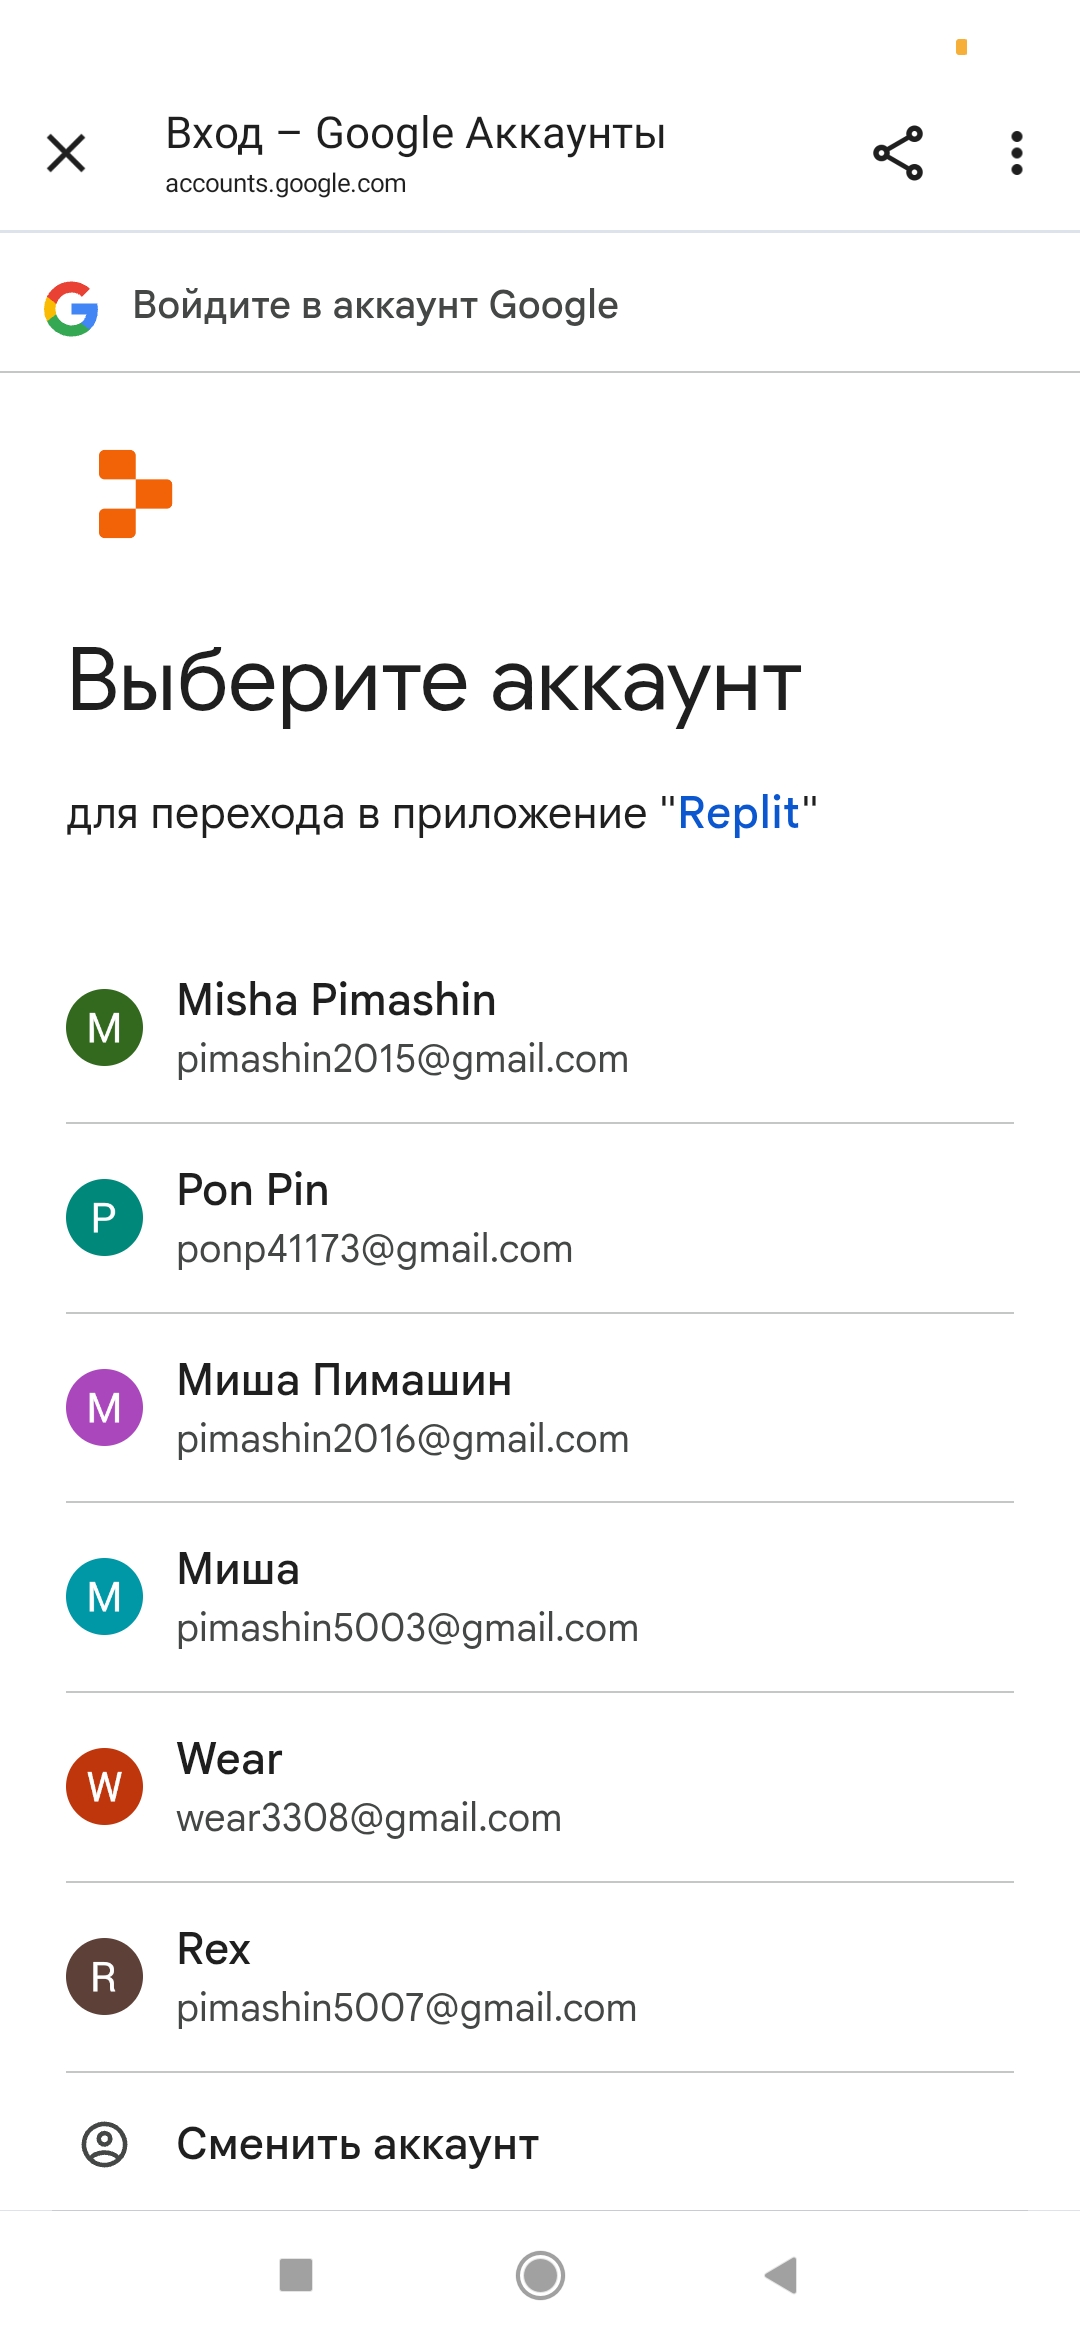 Вход – Google Аккаунты
accounts.google.com
Войдите в аккаунт Google
Выберите аккаунт
для перехода в приложение "Replit"
M
Misha Pimashin
pimashin2015@gmail.com
P
Pon Pin
ponp41173@gmail.com
М
Миша Пимашин
pimashin2016@gmail.com
М
Миша
pimashin5003@gmail.com
W
Wear
wear3308@gmail.com
R
Rex
pimashin5007@gmail.com
Сменить аккаунт